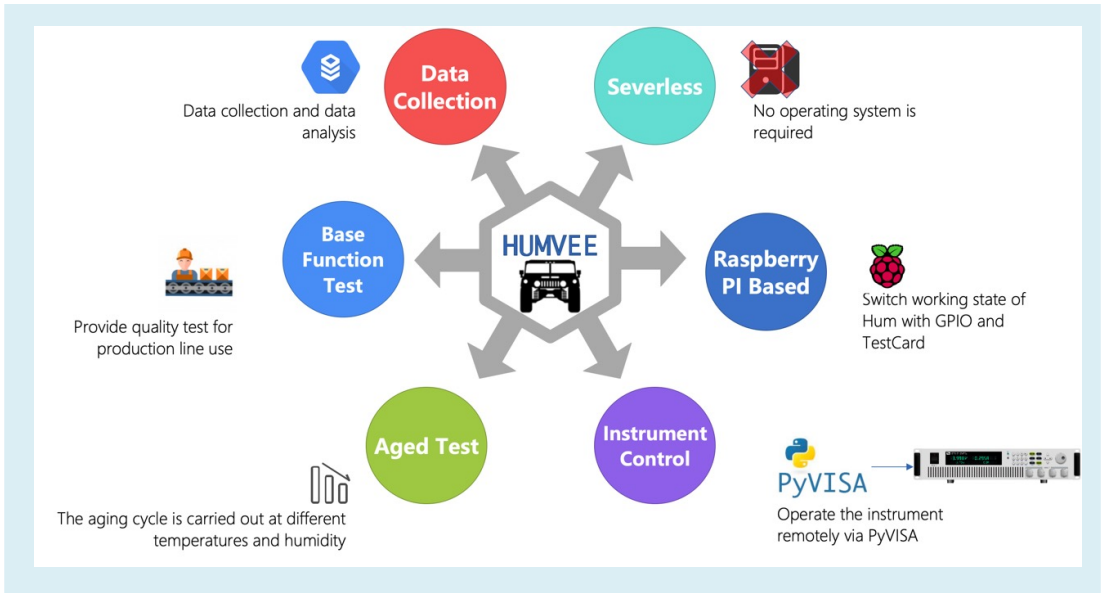 Data
Collection
Data collection and data
analysis
Severless
No operating system is
required
Base
Function
Test
Provide quality test for
production line use
HUMVEE
Raspberry
PI Based
Switch working state of
Hum with GPIO and
TestCard
Aged Test
The aging cycle is carried out at different
temperatures and humidity
Instrument
Control
PyVISA
Operate the instrument
remotely via PyVISA